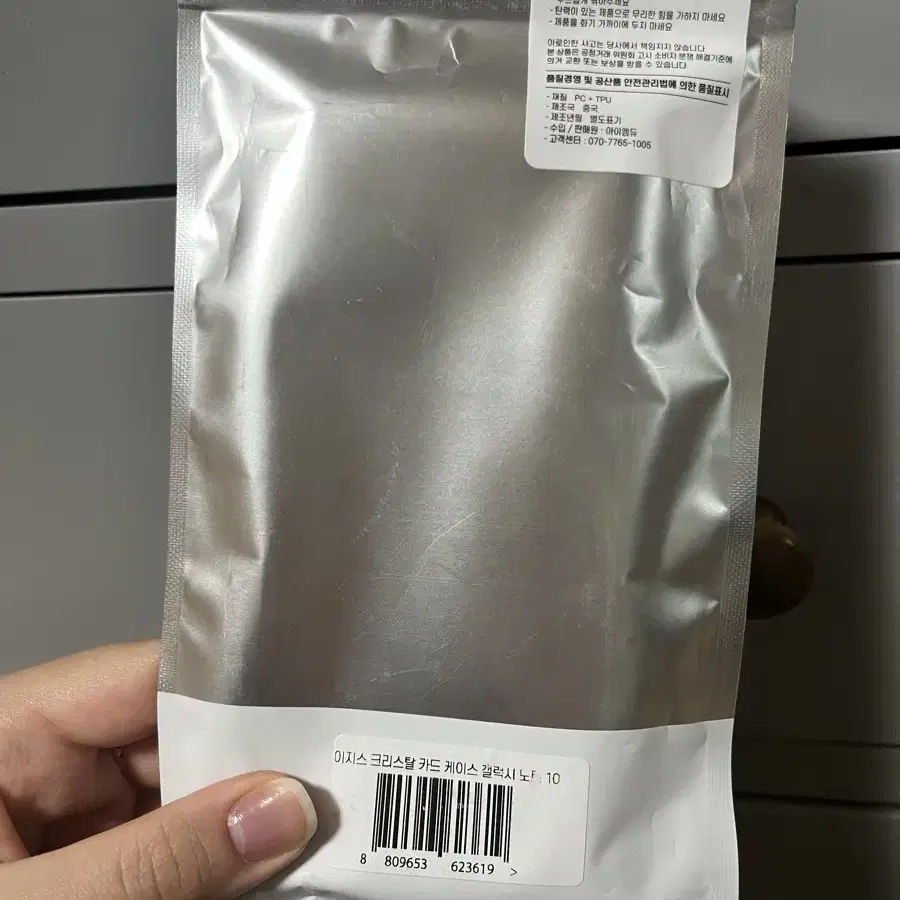 - 탄력이 있는 제품으로 무리한 힘을 가하지 마세요
- 제품을 화기 가까이에 두지 마세요
이로인한 사고는 당사에서 책임지지 않습니다
본 상품은 공정거래 위원회 고시 소비자 분쟁 해결기준에
의거 교환 또는 보상을 받을 수 있습니다
품질경영 및 공산품 안전관리법에 의한 품질표시
- 재질 PC + TPU
- 제조국 중국
- 제조년월 별도표기
- 수입 / 판매원 : 아이엠듀
- 고객센터 : 070-7765-1005
이지스 크리스탈 카드 케이스 갤럭시 노트 10
8 809653 623619 >